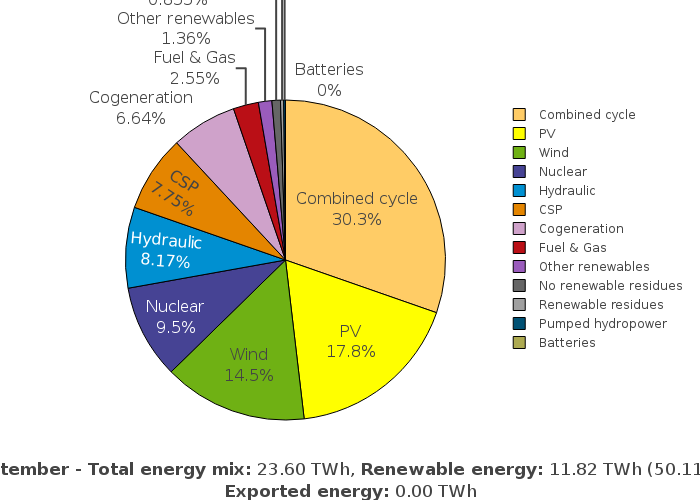 Other renewables
1.36%
Fuel & Gas
2.55%
Batteries
0%
Cogeneration
6.64%
CSP
7.75%
Combined cycle
30.3%
Hydraulic
8.17%
Nuclear
9.5%
PV
17.8%
Wind
14.5%
Combined cycle
PV
Wind
Nuclear
Hydraulic
CSP
Cogeneration
Fuel & Gas
Other renewables
No renewable residues
Renewable residues
Pumped hydropower
Batteries
tember - Total energy mix: 23.60 TWh, Renewable energy: 11.82 TWh (50.11
Exported energy: 0.00 TWh